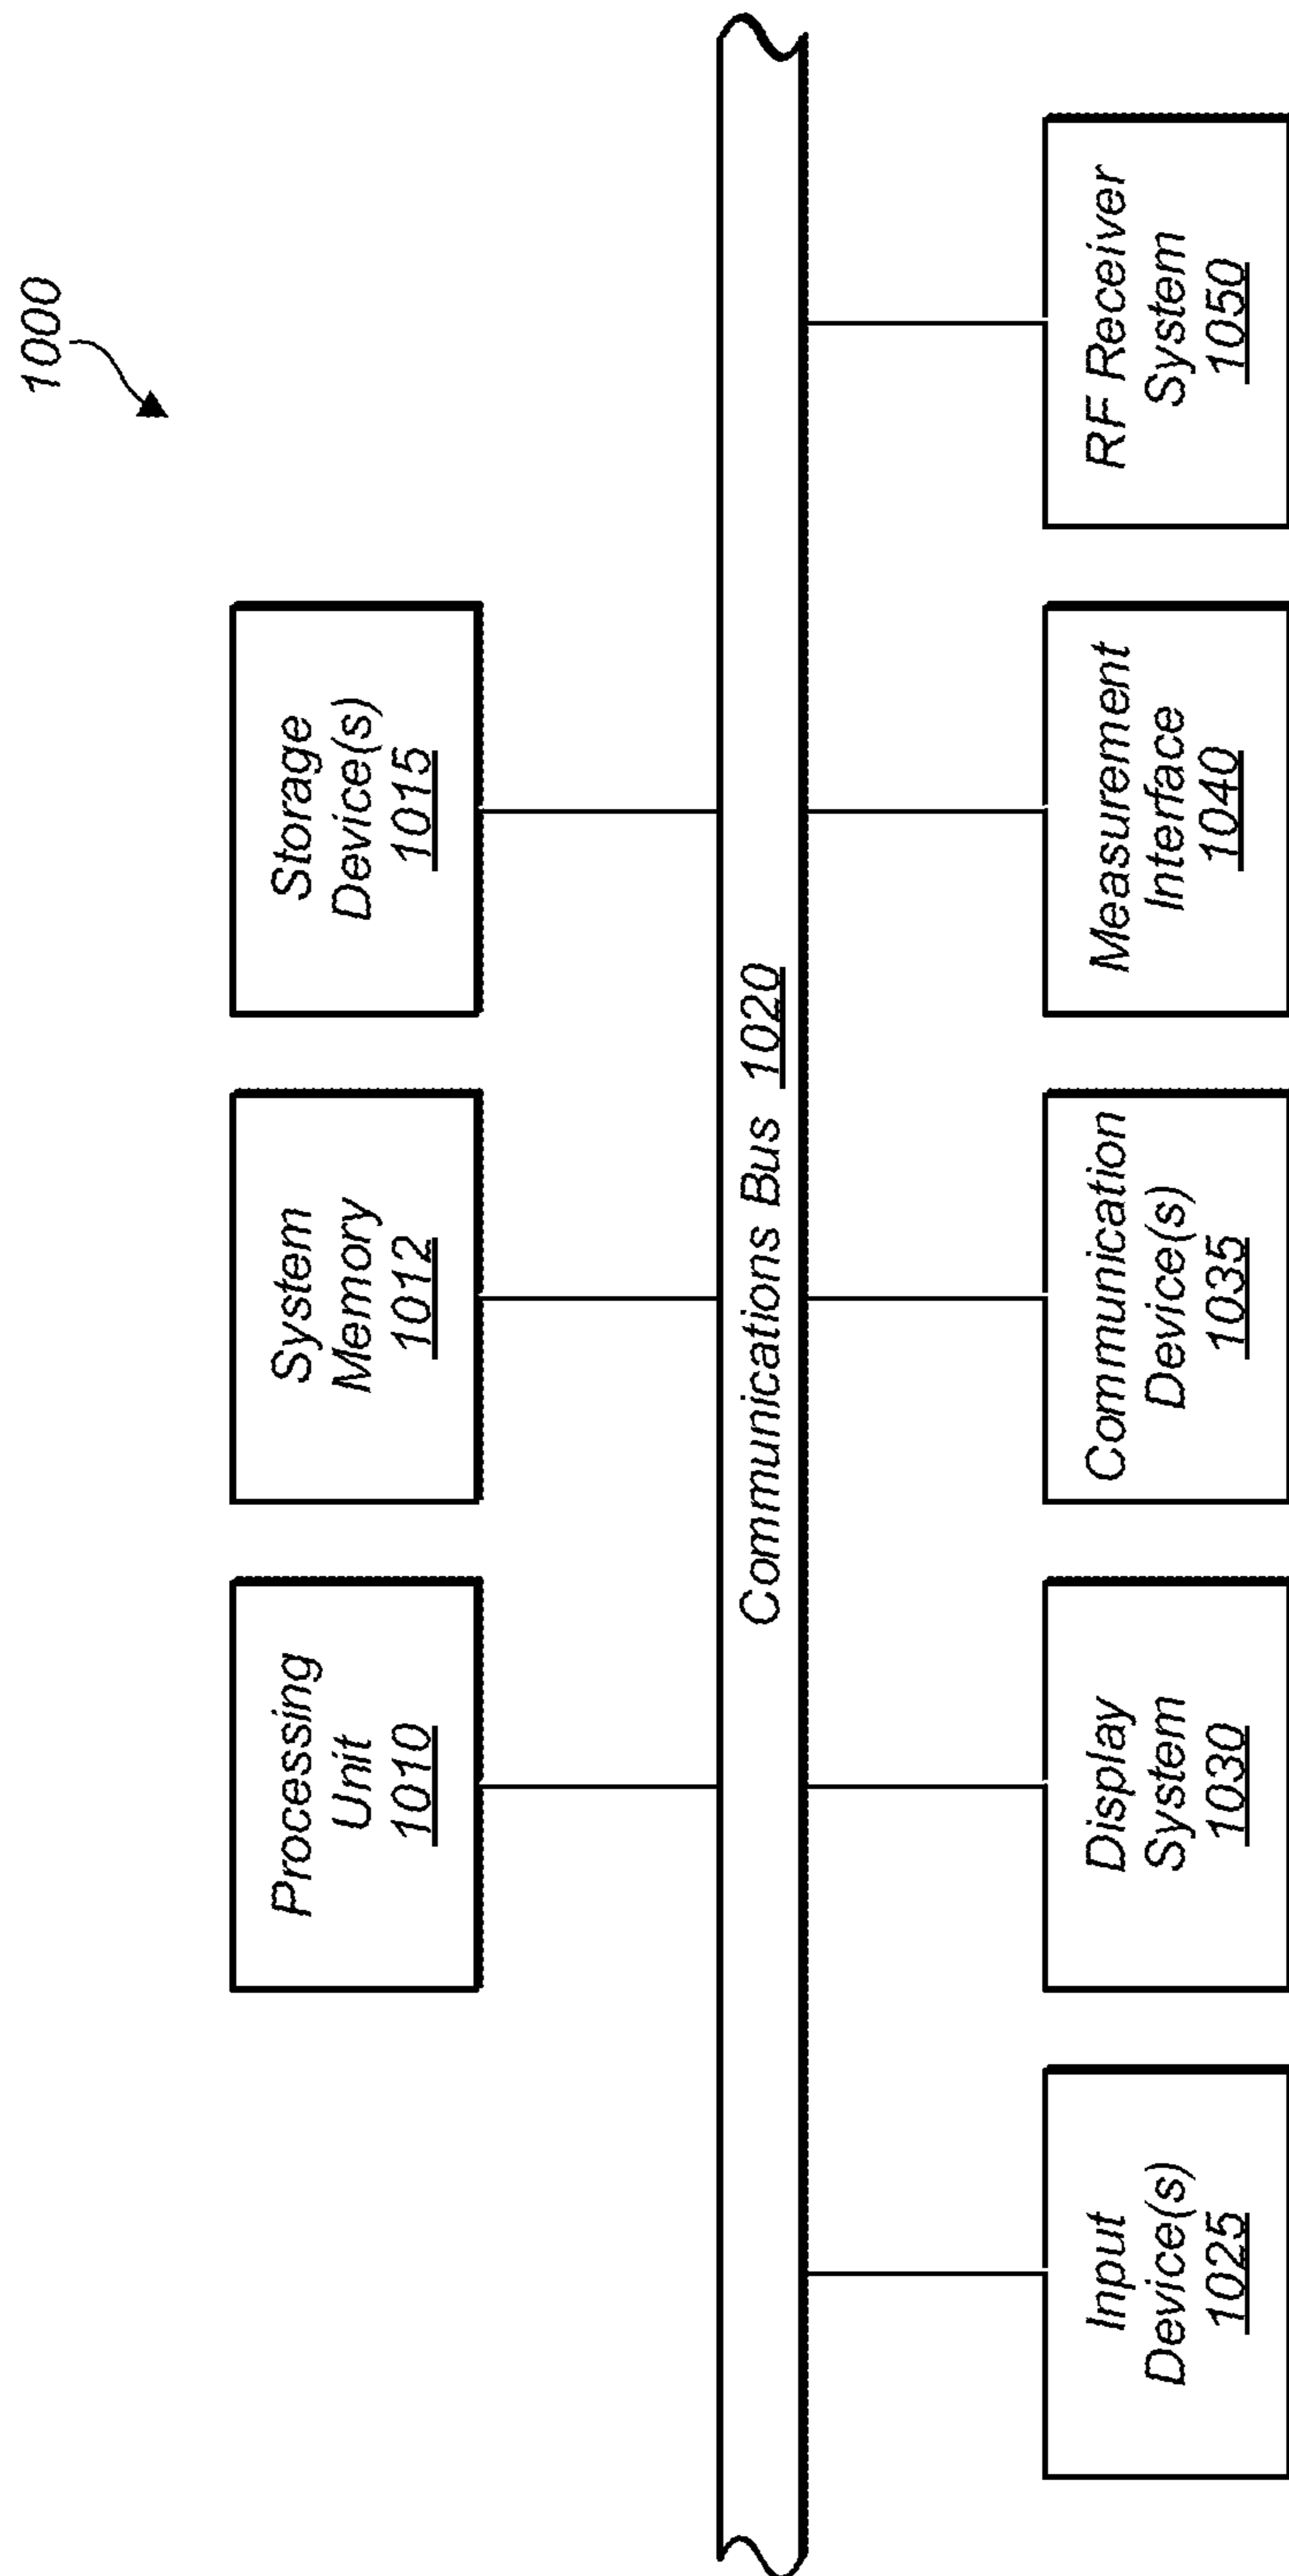 1000
Processing
Unit
1010
System
Memory
1012
Storage
Device(s)
1015
Communications Bus 1020
Input
Device(s)
1025
Display
System
1030
Communication
Device(s)
1035
Measurement
Interface
1040
RF Receiver
System
1050